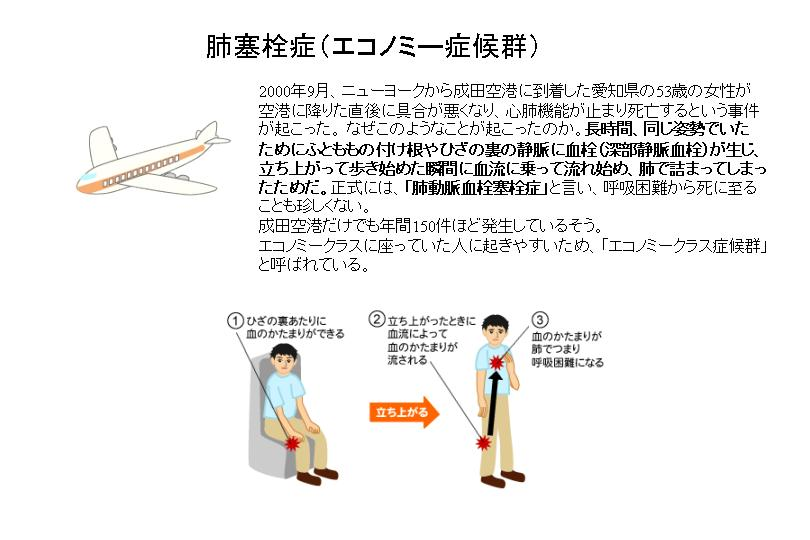 肺塞栓症（エコノミー症候群）
2000年9月、ニューヨークから成田空港に到着した愛知県の53歳の女性が
空港に降りた直後に具合が悪くなり、心肺機能が止まり死亡するという事件
が起こった。なぜこのようなことが起こったのか。長時間、同じ姿勢でいた
ためにふとももの付け根やひざの裏の静脈に血栓（深部静脈血栓）が生じ、
立ち上がって歩き始めた瞬間に血流に乗って流れ始め、肺で詰まってしまっ
たためだ。正式には、「肺動脈血栓塞栓症」と言い、呼吸困難から死に至る
ことも珍しくない。
成田空港だけでも年間150件ほど発生しているそう。
エコノミークラスに座っていた人に起きやすいため、「エコノミークラス症候群」
と呼ばれている。
① ひざの裏あたりに
血のかたまりができる
② 立ち上がったときに
血流によって
血のかたまりが
流される
③
血のかたまりが
肺でつまり
呼吸困難になる
立ち上がる